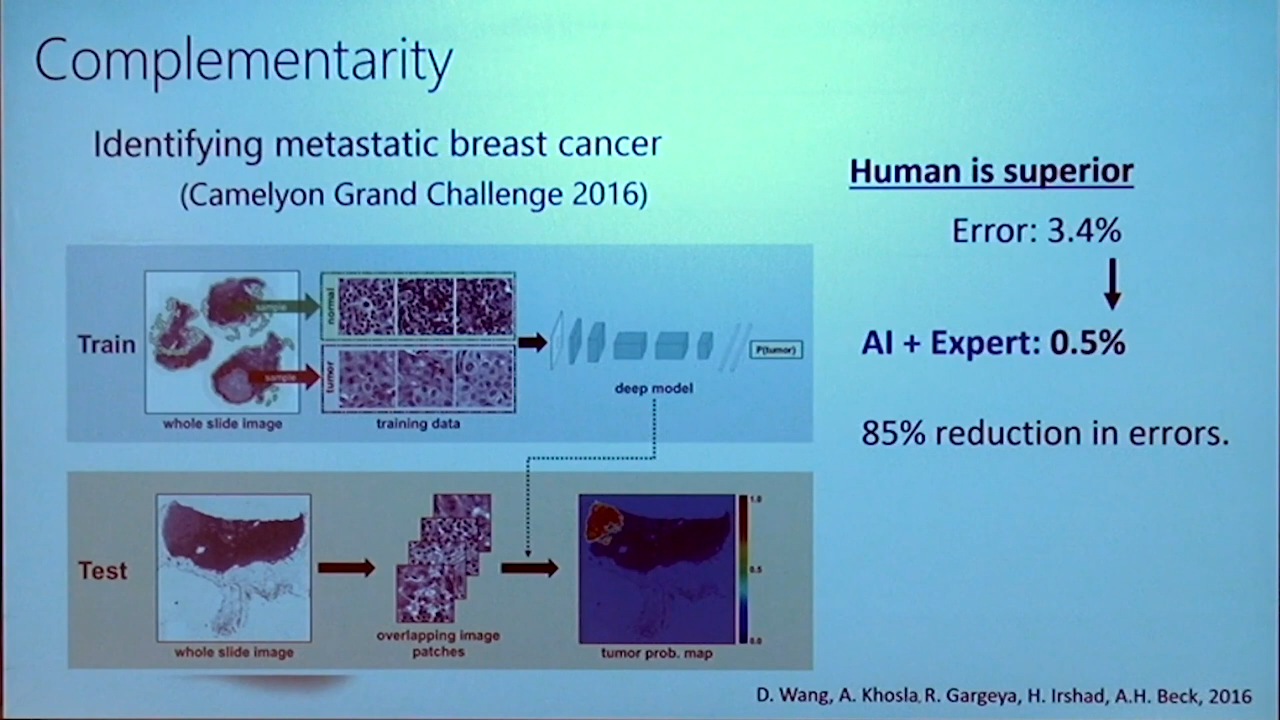 Complementarity
Identifying metastatic breast cancer
(Camelyon Grand Challenge 2016)
Human is superior
Error: 3.4%
AI + Expert: 0.5%
85% reduction in errors.
Train
sample
sample
normal
tumor
whole slide image
training data
deep model
P(tumor)
Test
whole slide image
overlapping image
patches
tumor prob. map
1.0
0.5
0.0
D. Wang, A. Khosla, R. Gargeya, H. Irshad, A.H. Beck, 2016